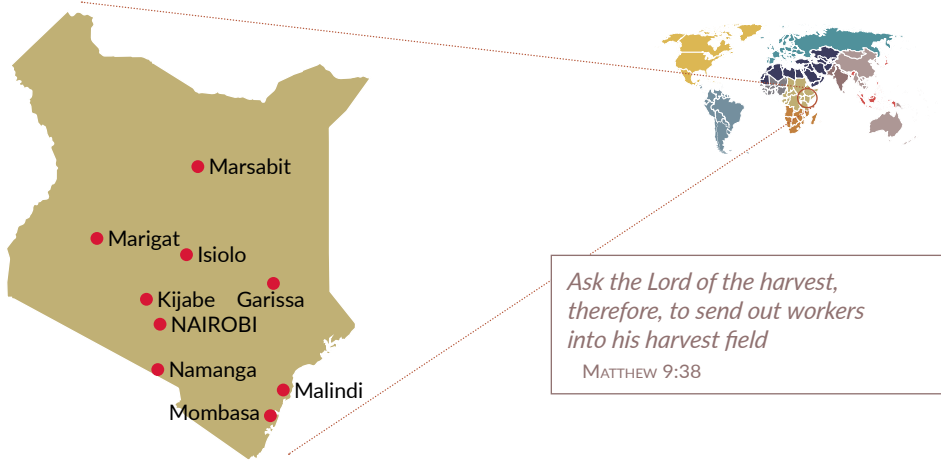 Marsabit
Marigat
Isiolo
Kijabe
Garissa
NAIROBI
Namanga
Malindi
Mombasa
Ask the Lord of the harvest,
therefore, to send out workers
into his harvest field
Matthew 9:38